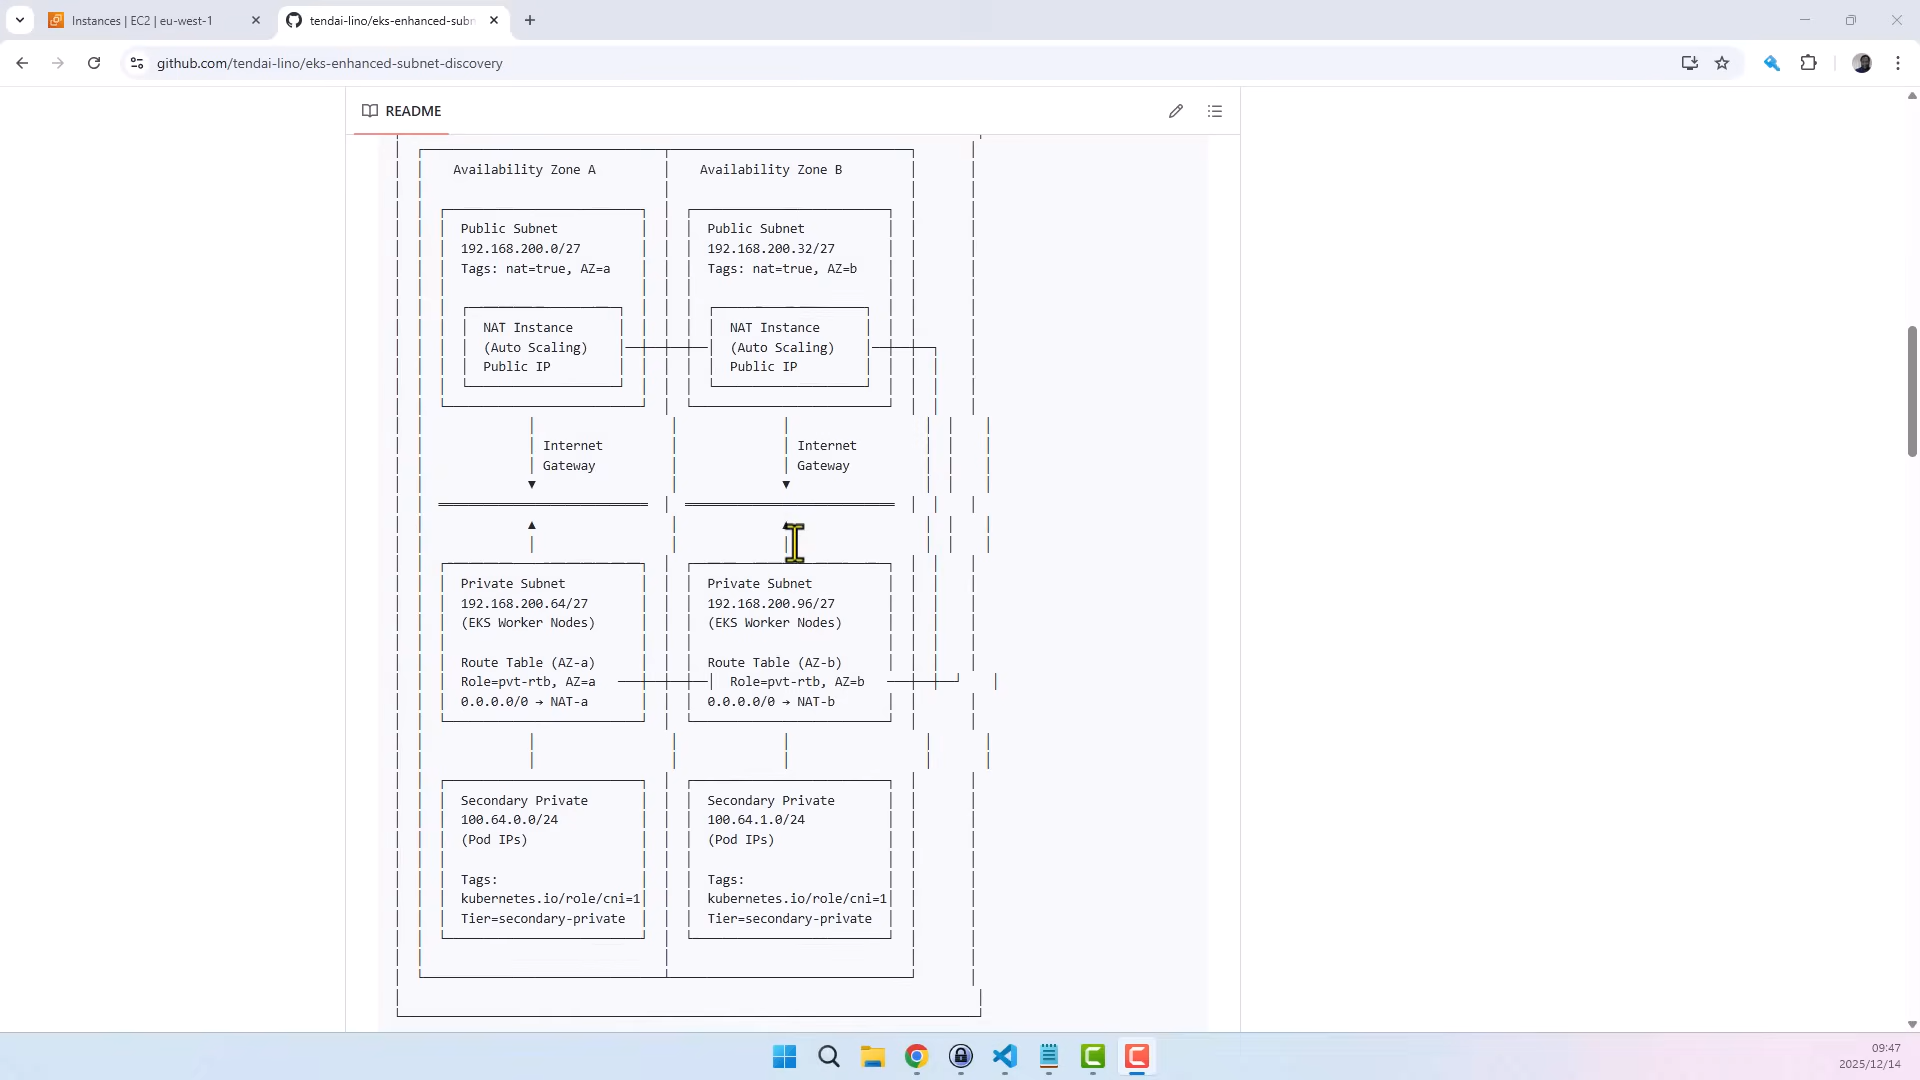 Instances | EC2 | eu-west-1
tendai-lino/eks-enhanced-subn
github.com/tendai-lino/eks-enhanced-subnet-discovery
README
Availability Zone A Availability Zone B
Public Subnet Public Subnet
192.168.200.0/27 192.168.200.32/27
Tags: nat=true, AZ=a Tags: nat=true, AZ=b
NAT Instance NAT Instance
(Auto Scaling) (Auto Scaling)
Public IP Public IP
Internet Internet
Gateway Gateway
Private Subnet Private Subnet
192.168.200.64/27 192.168.200.96/27
(EKS Worker Nodes) (EKS Worker Nodes)
Route Table (AZ-a) Route Table (AZ-b)
Role=pvt-rtb, AZ=a Role=pvt-rtb, AZ=b
0.0.0.0/0 → NAT-a 0.0.0.0/0 → NAT-b
Secondary Private Secondary Private
100.64.0.0/24 100.64.1.0/24
(Pod IPs) (Pod IPs)
Tags: Tags:
kubernetes.io/role/cni=1 kubernetes.io/role/cni=1
Tier=secondary-private Tier=secondary-private
09:47
2025/12/14